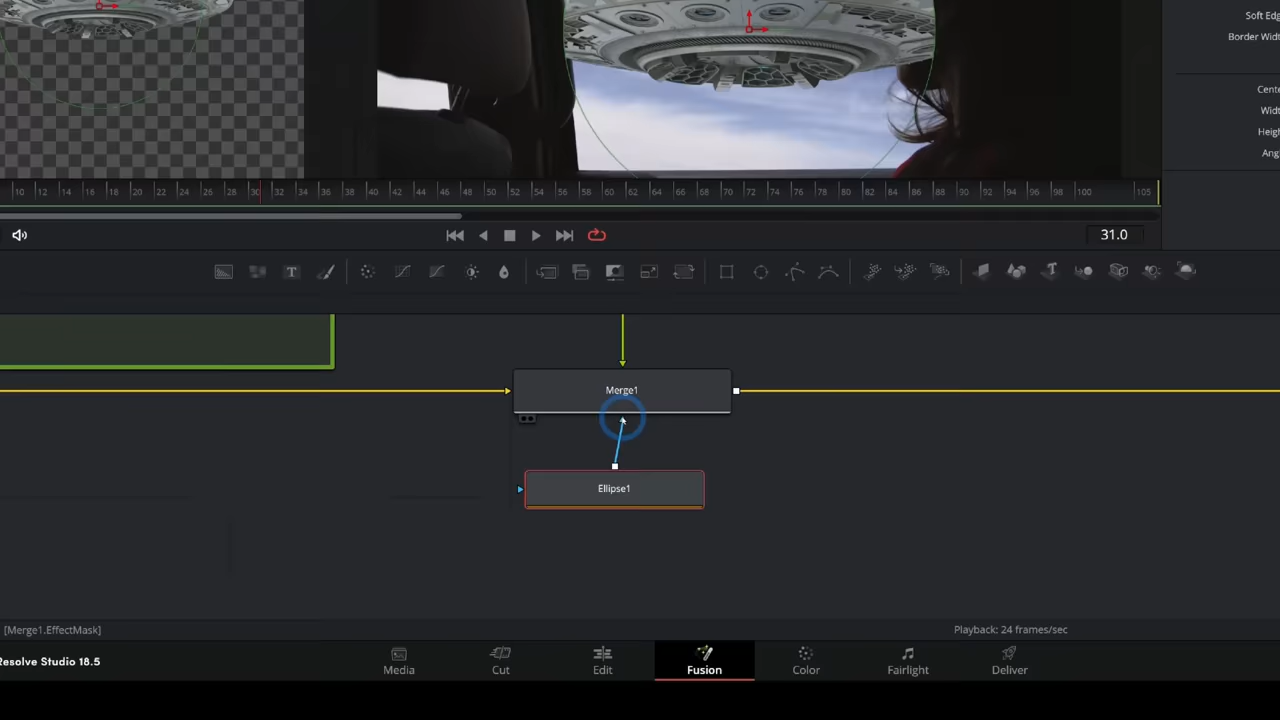 Soft Edg
Border Widt
Cente
Widt
Heigh
Ang
10 12 14 16 18 20 22 24 26 28 30 32 34 36 38 40 42 44 46 48 50 52 54 56 58 60 62 64 66 68 70 72 74 76 78 80 82 84 86 88 90 92 94 96 98 100 105
31.0
T
Merge1
Ellipse1
[Merge1.EffectMask]
Playback: 24 frames/sec
Resolve Studio 18.5
Media
Cut
Edit
Fusion
Color
Fairlight
Deliver